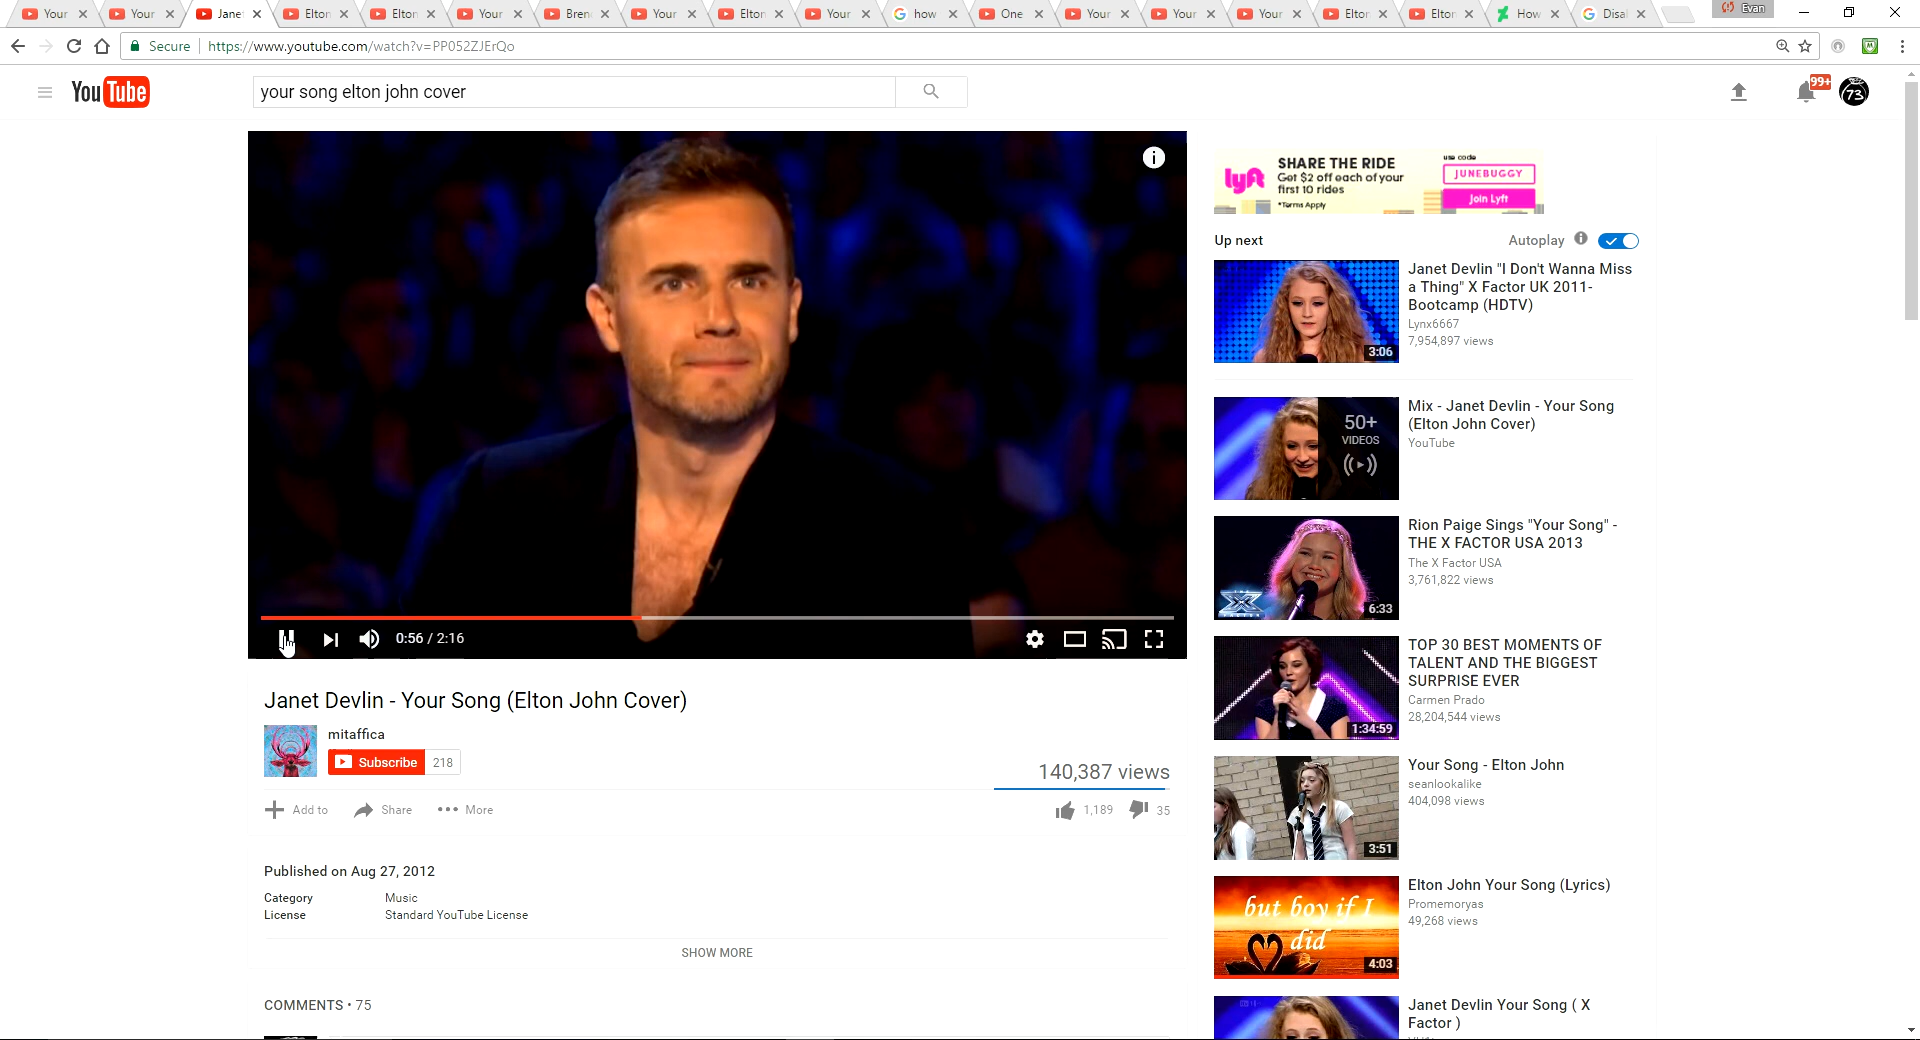 Your
Your
Janet
Elton
Elton
Your
Bren
Your
Elton
Your
how
One
Your
Your
Your
Elton
Elton
How
Disa
Evan
Secure
https://www.youtube.com/watch?v=PP052ZJErQo
YouTube
your song elton john cover
99+
73
lyft
SHARE THE RIDE
Get $2 off each of your
first 10 rides
*Terms Apply
use code
JUNEBUGGY
Join Lyft
Up next
Autoplay
3:06
Janet Devlin "I Don't Wanna Miss
a Thing" X Factor UK 2011-
Bootcamp (HDTV)
Lynx6667
7,954,897 views
50+
VIDEOS
Mix - Janet Devlin - Your Song
(Elton John Cover)
YouTube
6:33
Rion Paige Sings "Your Song" -
THE X FACTOR USA 2013
The X Factor USA
3,761,822 views
1:34:59
TOP 30 BEST MOMENTS OF
TALENT AND THE BIGGEST
SURPRISE EVER
Carmen Prado
28,204,544 views
3:51
Your Song - Elton John
seanlookalike
404,098 views
but boy if I
did
4:03
Elton John Your Song (Lyrics)
Promemoryas
49,268 views
Janet Devlin Your Song ( X
Factor )
0:56 / 2:16
Janet Devlin - Your Song (Elton John Cover)
mitaffica
Subscribe 218
140,387 views
Add to Share More
1,189 35
Published on Aug 27, 2012
Category Music
License Standard YouTube License
SHOW MORE
COMMENTS • 75